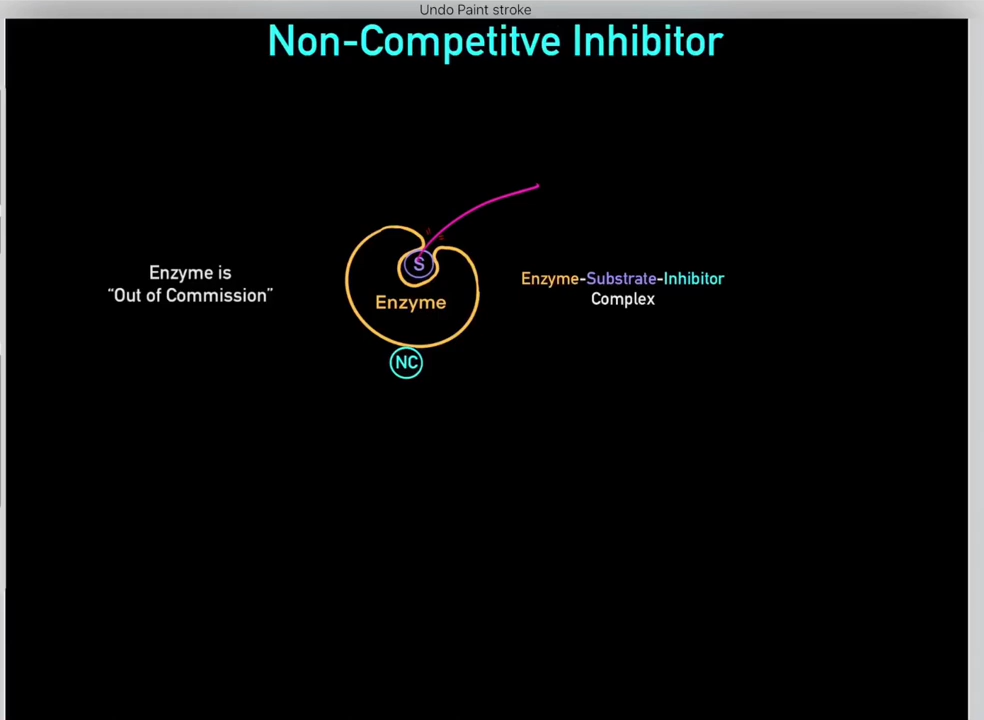 Undo Paint stroke
Non-Competitve Inhibitor
S
Enzyme is
“Out of Commission”
Enzyme-Substrate-Inhibitor
Complex
Enzyme
NC